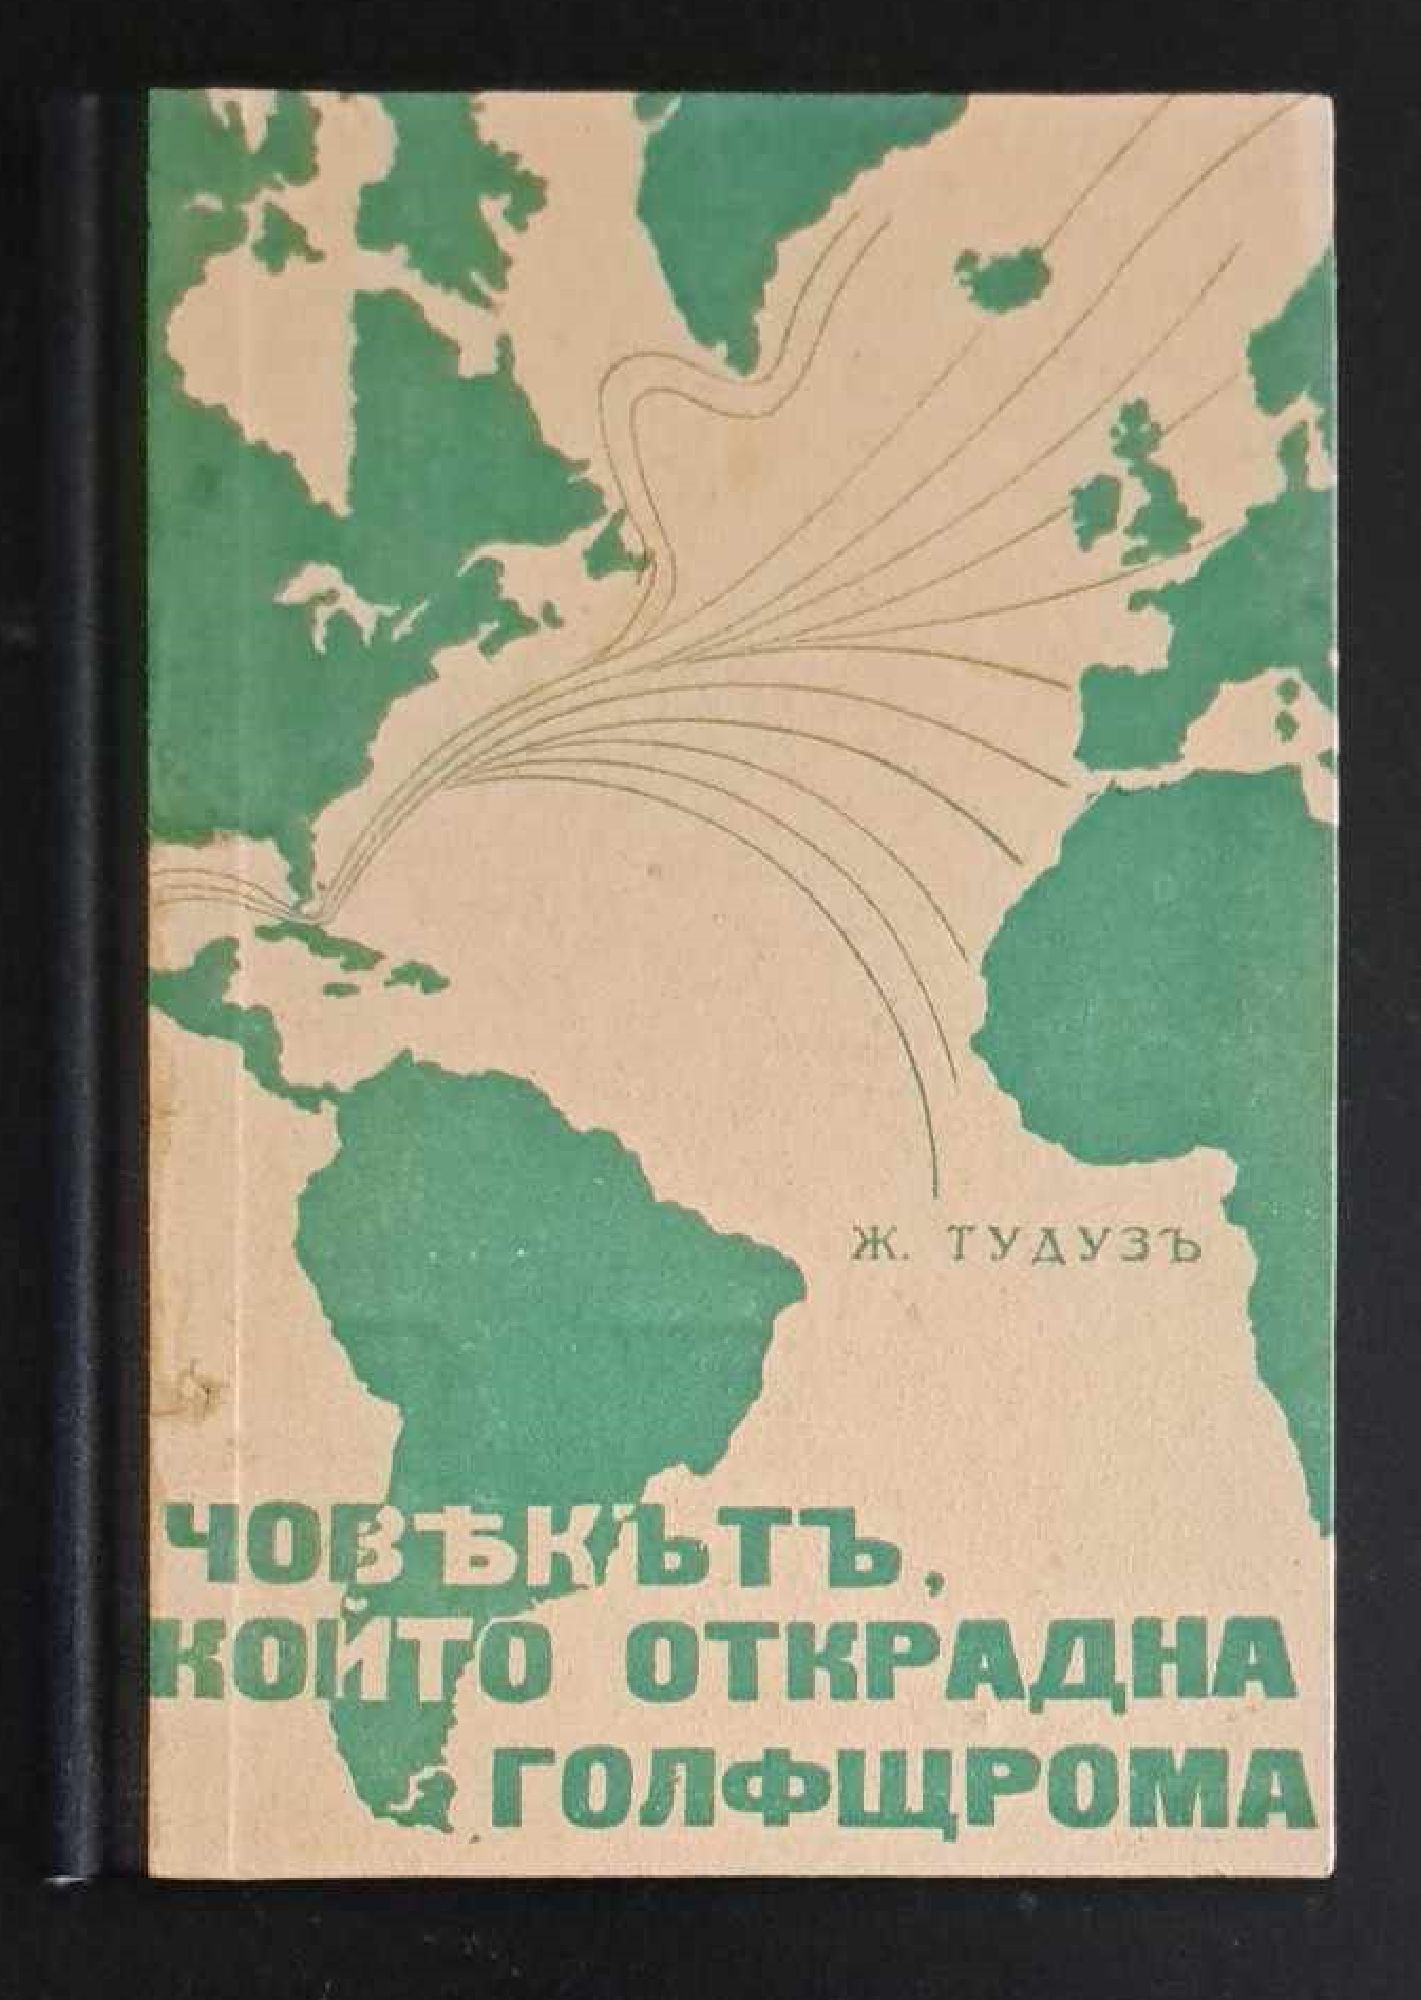 Ж. ТУДУЗЪ
ЧОВѢКЪТЪ,
КОЙТО ОТКРАДНА
ГОЛФЩРОМА